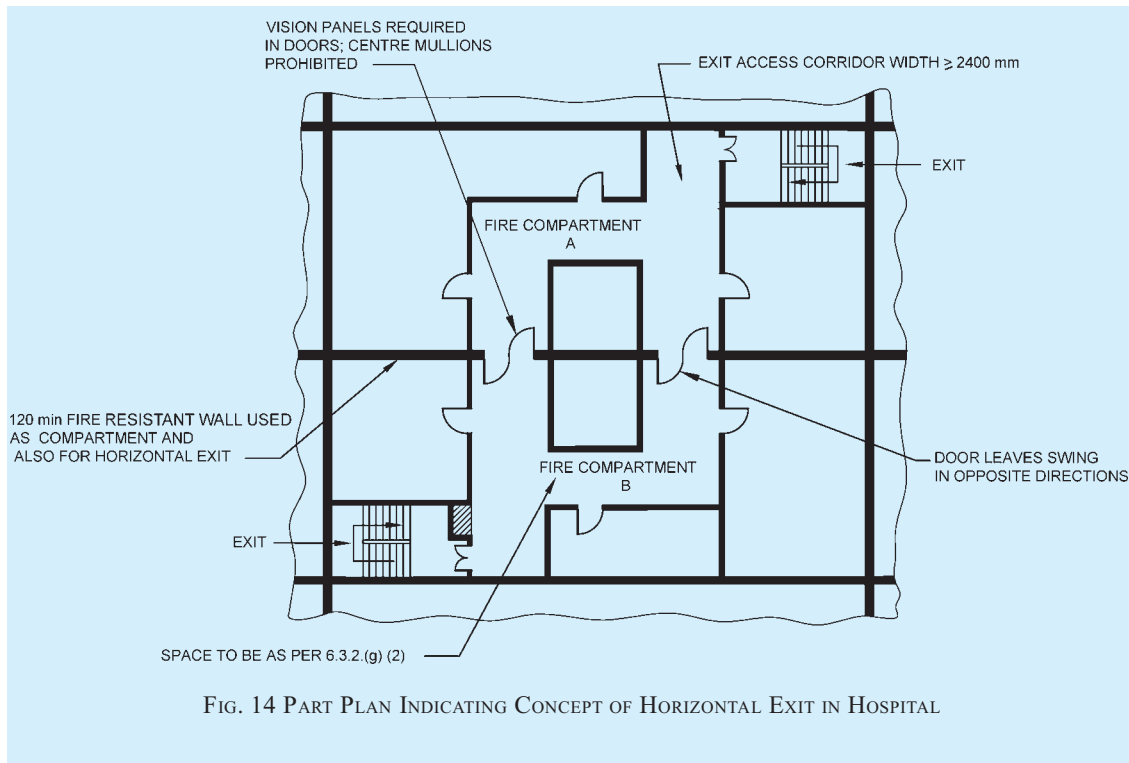 VISION PANELS REQUIRED
IN DOORS; CENTRE MULLIONS
PROHIBITED
EXIT ACCESS CORRIDOR WIDTH ≥ 2400 mm
EXIT
FIRE COMPARTMENT
A
120 min FIRE RESISTANT WALL USED
AS COMPARTMENT AND
ALSO FOR HORIZONTAL EXIT
FIRE COMPARTMENT
B
DOOR LEAVES SWING
IN OPPOSITE DIRECTIONS
EXIT
SPACE TO BE AS PER 6.3.2.(g) (2)
FIG. 14 PART PLAN INDICATING CONCEPT OF HORIZONTAL EXIT IN HOSPITAL